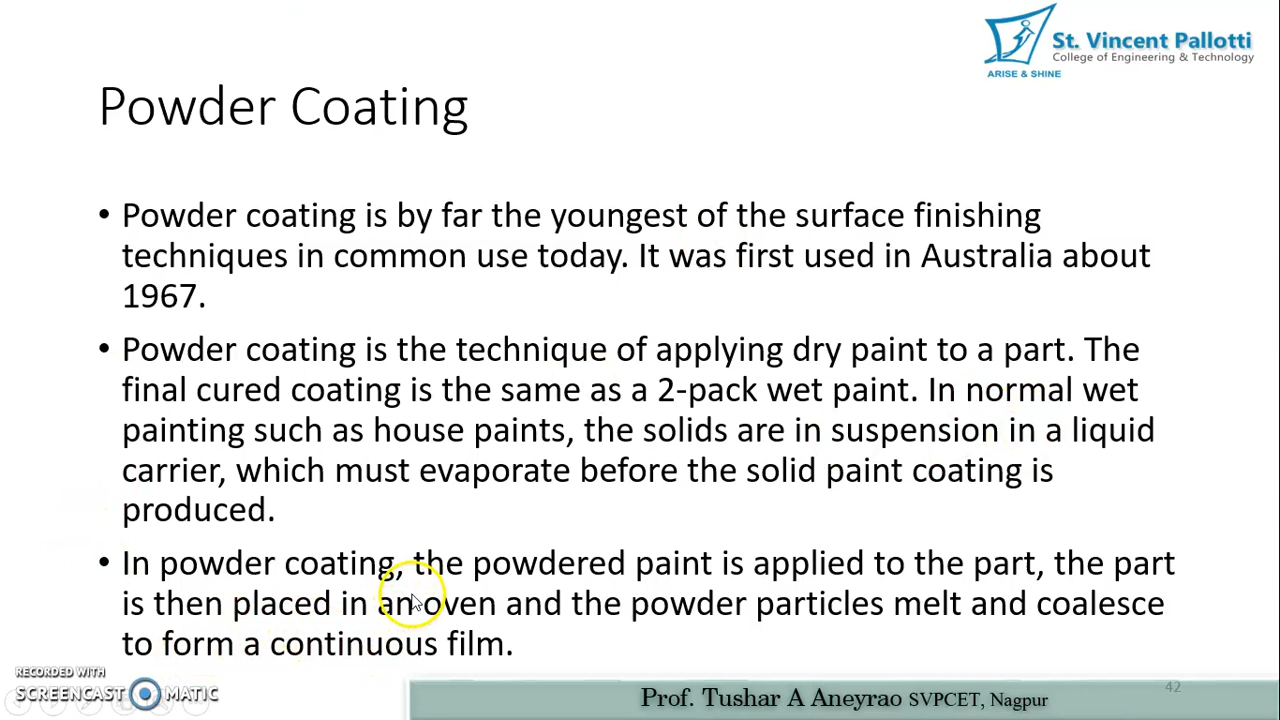 St. Vincent Pallotti
College of Engineering & Technology
ARISE & SHINE
Powder Coating
• Powder coating is by far the youngest of the surface finishing
techniques in common use today. It was first used in Australia about
1967.
• Powder coating is the technique of applying dry paint to a part. The
final cured coating is the same as a 2-pack wet paint. In normal wet
painting such as house paints, the solids are in suspension in a liquid
carrier, which must evaporate before the solid paint coating is
produced.
• In powder coating, the powdered paint is applied to the part, the part
is then placed in an oven and the powder particles melt and coalesce
to form a continuous film.
RECORDED WITH
SCREENCAST MATIC
Prof. Tushar A Aneyrao SVPCET, Nagpur
42